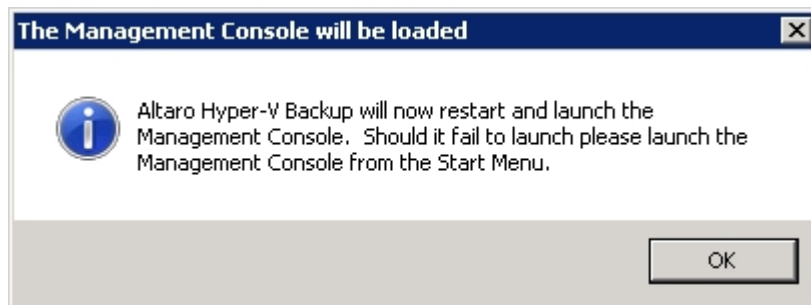 The Management Console will be loaded
Altaro Hyper-V Backup will now restart and launch the
Management Console.  Should it fail to launch please launch the
Management Console from the Start Menu.
OK